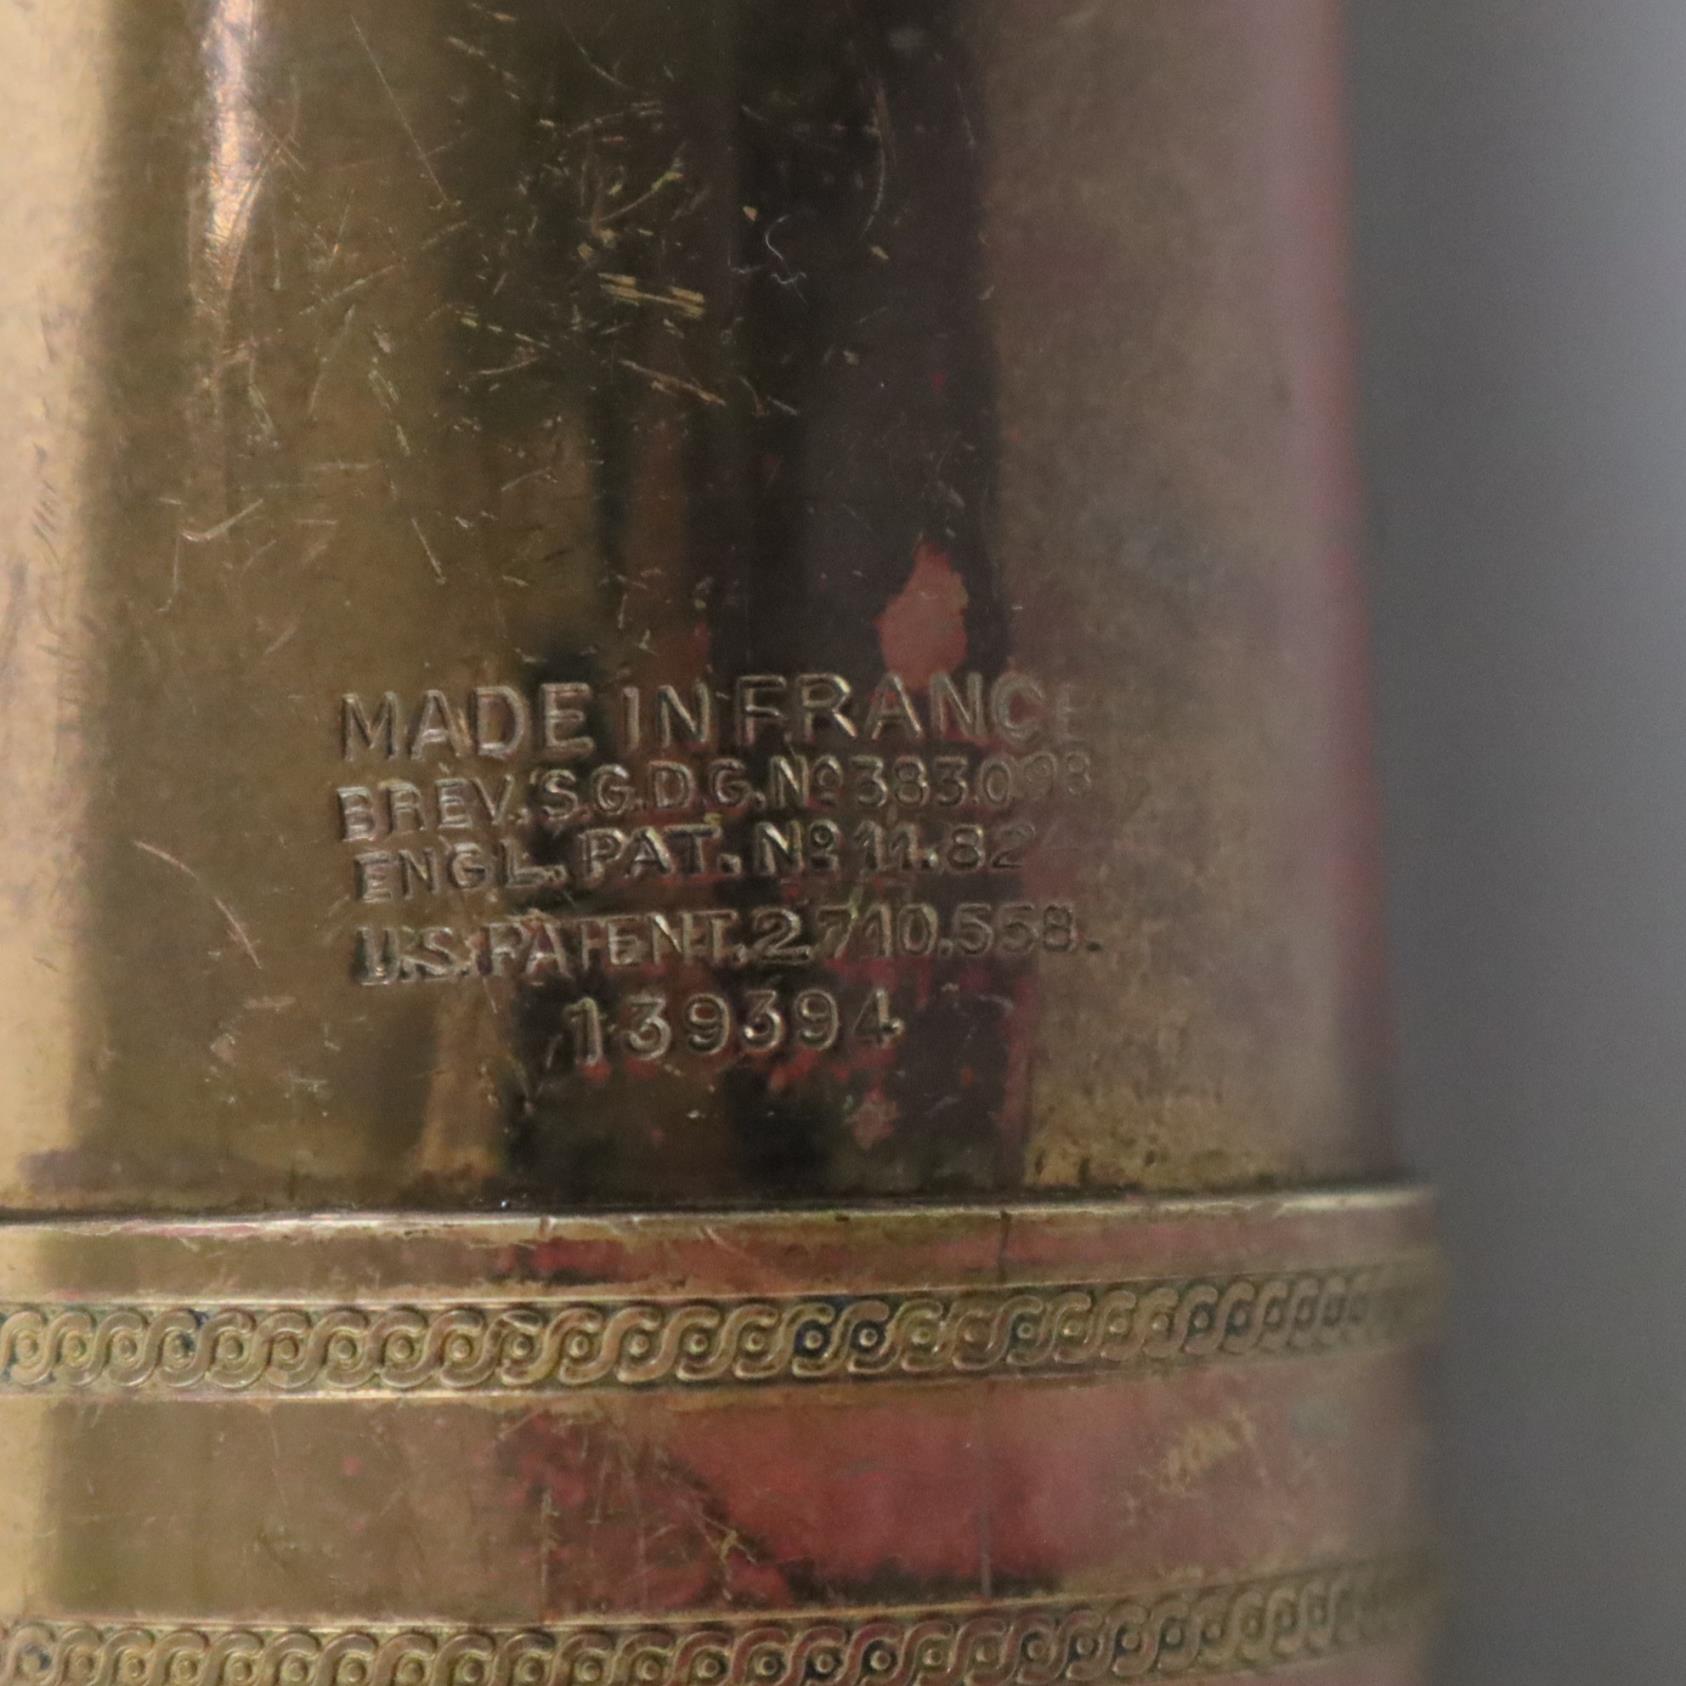 MADE IN FRANCE
BREV. S.G.D.G. Nº 383.098
ENGL. PAT. Nº 11.82
U.S. PATENT. 2.710.558.
139394